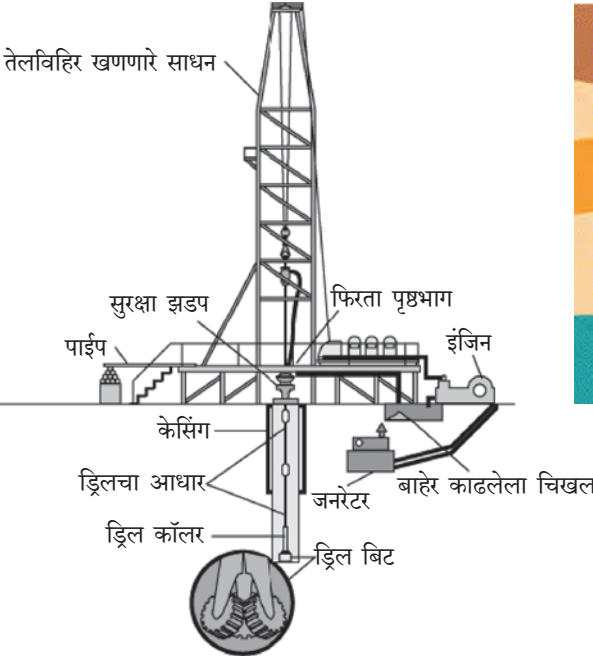 तेलविहिर खणणारे साधन
सुरक्षा झडप
फिरता पृष्ठभाग
पाईप
इंजिन
केसिंग
ड्रिलचा आधार
जनरेटर
बाहेर काढलेला चिखल
ड्रिल कॉलर
ड्रिल बिट